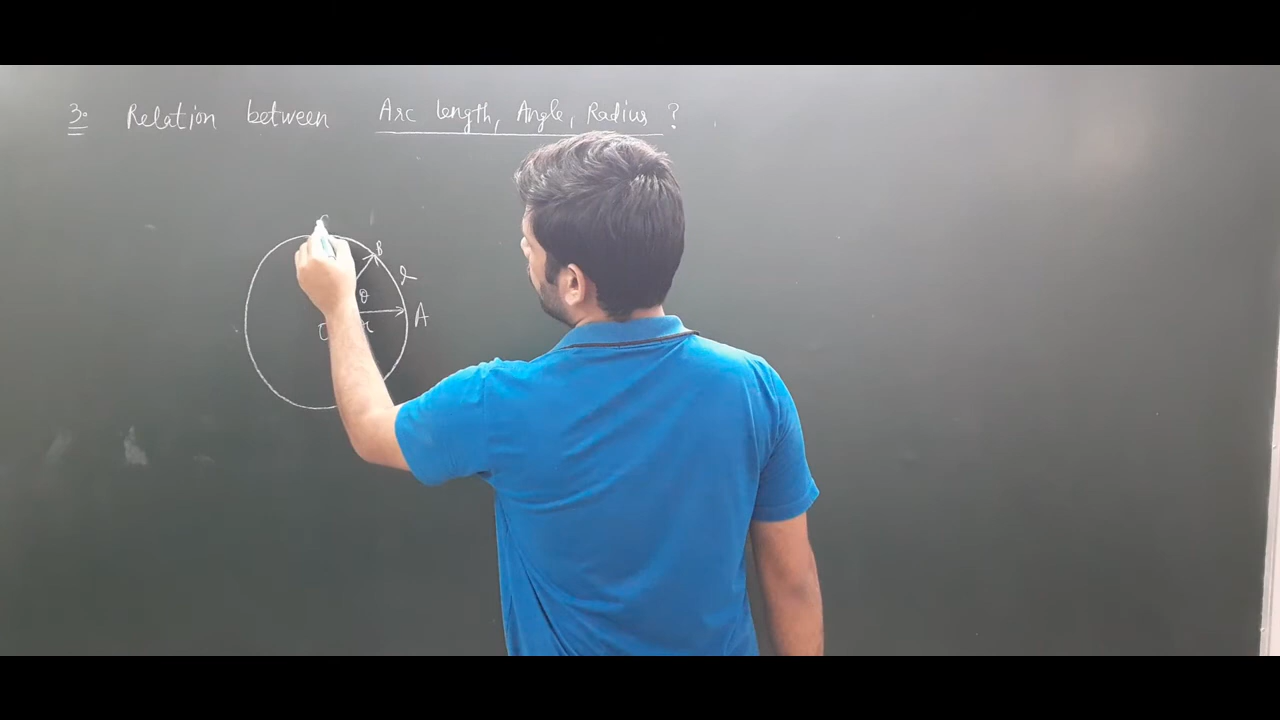 3. Relation between Arc length, Angle, Radius ?
B
l
θ
A
r